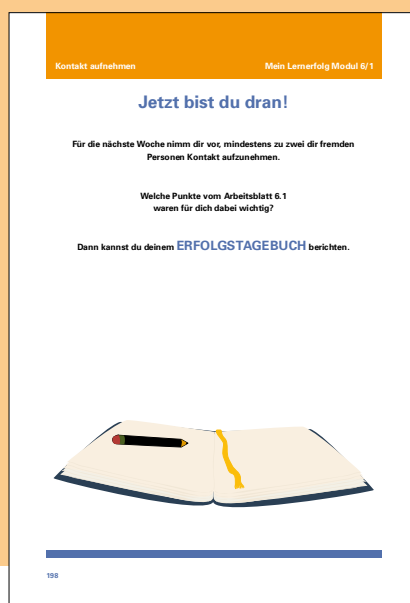 Kontakt aufnehmen
Mein Lernerfolg Modul 6/1
Jetzt bist du dran!
Für die nächste Woche nimm dir vor, mindestens zu zwei dir fremden
Personen Kontakt aufzunehmen.
Welche Punkte vom Arbeitsblatt 6.1
waren für dich dabei wichtig?
Dann kannst du deinem ERFOLGSTAGEBUCH berichten.
198